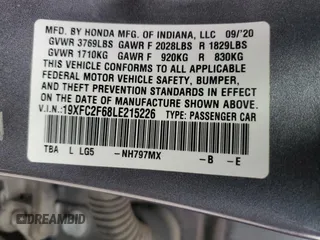 MFD. BY HONDA MFG. OF INDIANA, LLC 09/'20
GVWR 3769LBS GAWR F 2028LBS R 1829LBS
GVWR 1710KG GAWR F 920KG R 830KG
THIS VEHICLE CONFORMS TO ALL APPLICABLE
FEDERAL MOTOR VEHICLE SAFETY, BUMPER,
AND THEFT PREVENTION STANDARDS IN
EFFECT ON THE DATE OF MANUFACTURE
SHOWN ABOVE.
V.I.N.: 19XFC2F68LE215226 TYPE: PASSENGER CAR
TBA L LG5 -NH797MX -B -E
DREAMBID